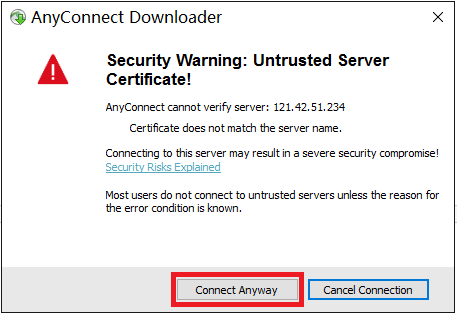 AnyConnect Downloader
Security Warning: Untrusted Server
Certificate!
AnyConnect cannot verify server: 121.42.51.234
Certificate does not match the server name.
Connecting to this server may result in a severe security compromise!
Security Risks Explained
Most users do not connect to untrusted servers unless the reason for
the error condition is known.
Connect Anyway
Cancel Connection